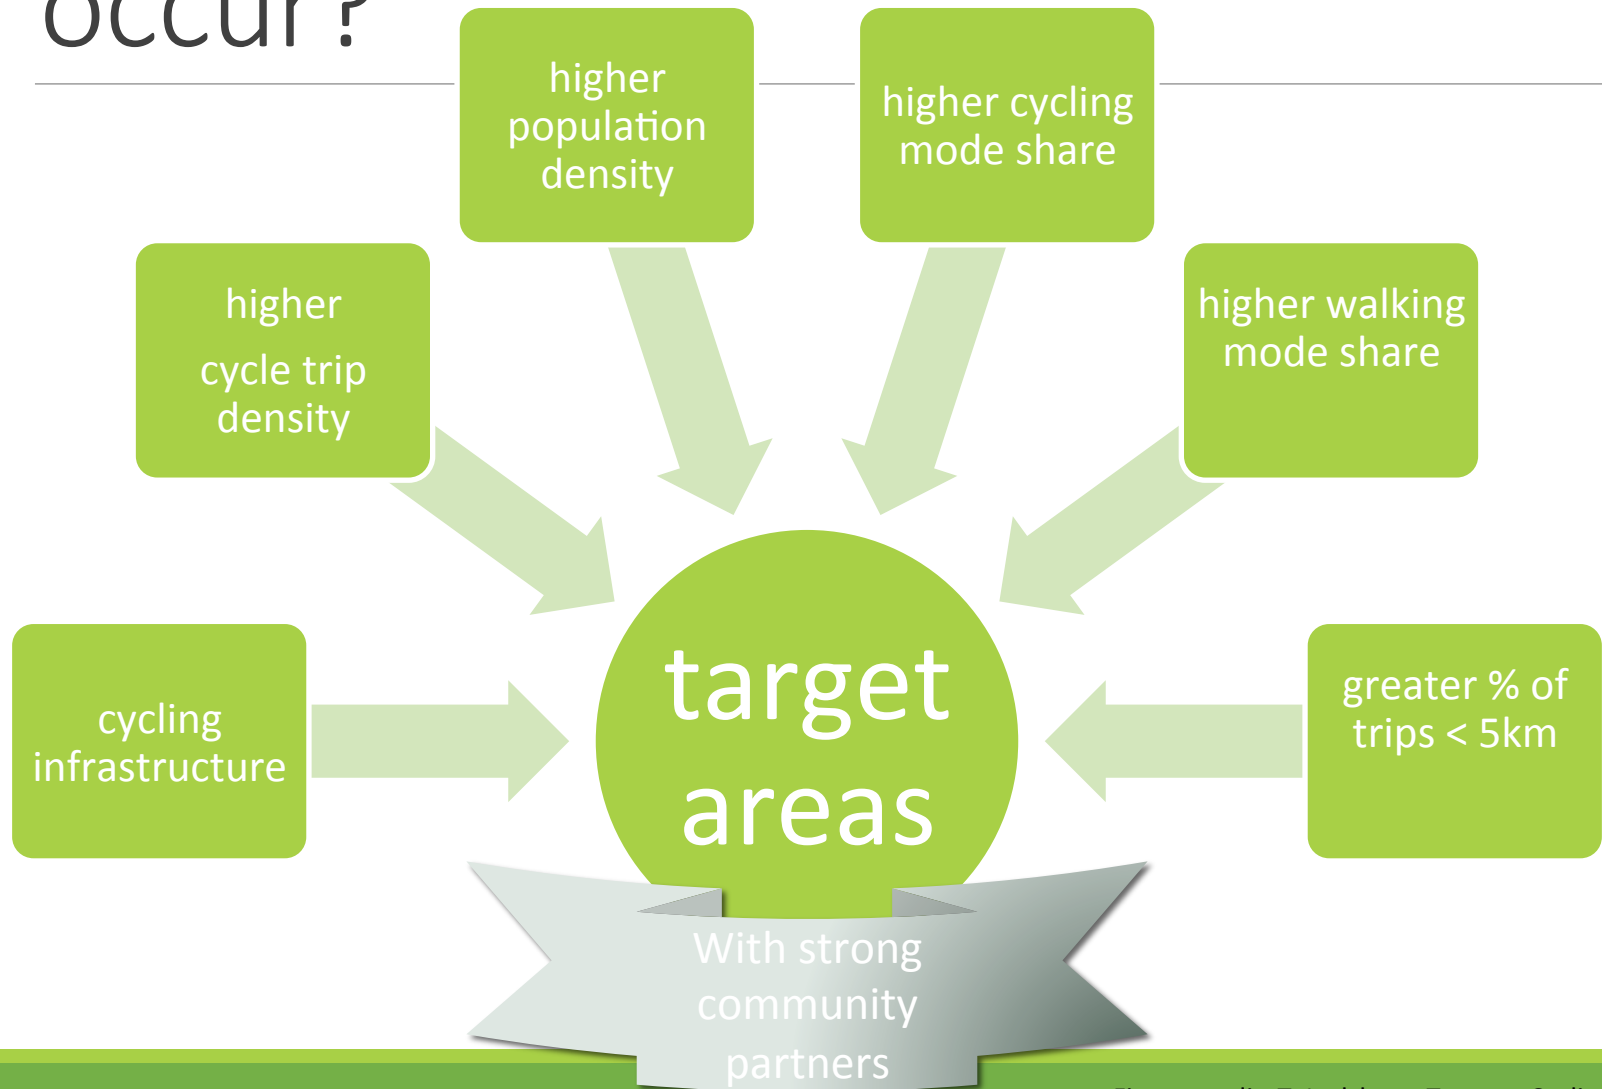 occur?
higher
population
density
higher cycling
mode share
higher
cycle trip
density
higher walking
mode share
cycling
infrastructure
target
areas
greater % of
trips < 5km
With strong
community
partners